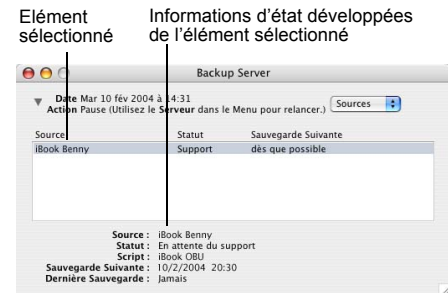 Elément sélectionné
Informations d'état développées de l'élément sélectionné
Backup Server
Date Mar 10 fév 2004 à 14:31
Action Pause (Utilisez le Serveur dans le Menu pour relancer.)
Sources
Source Statut Sauvegarde Suivante
iBook Benny Support dès que possible
Source : iBook Benny
Statut : En attente du support
Script : iBook OBU
Sauvegarde Suivante : 10/2/2004 20:30
Dernière Sauvegarde : Jamais